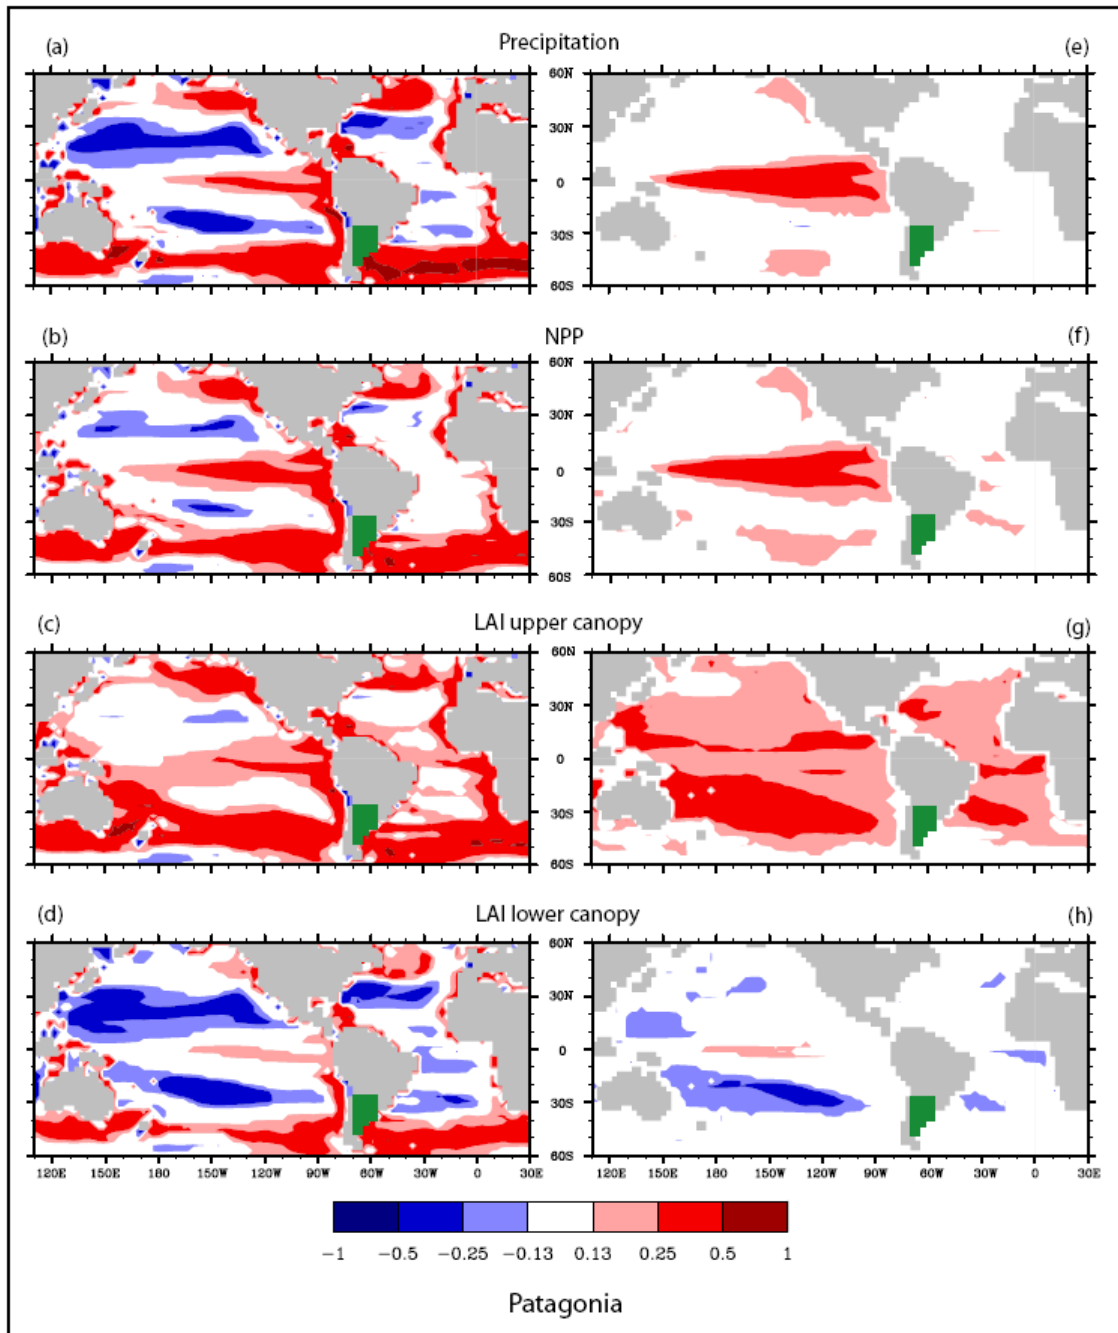 (a) Precipitation (e)
60N
30N
0
30S
60S
(b) NPP (f)
60N
30N
0
30S
60S
(c) LAI upper canopy (g)
60N
30N
0
30S
60S
(d) LAI lower canopy (h)
60N
30N
0
30S
60S
120E 150E 180 150W 120W 90W 60W 30W 0 120E 150E 180 150W 120W 90W 60W 30W 0
−1 −0.5 −0.25 −0.13 0.13 0.25 0.5 1
Patagonia